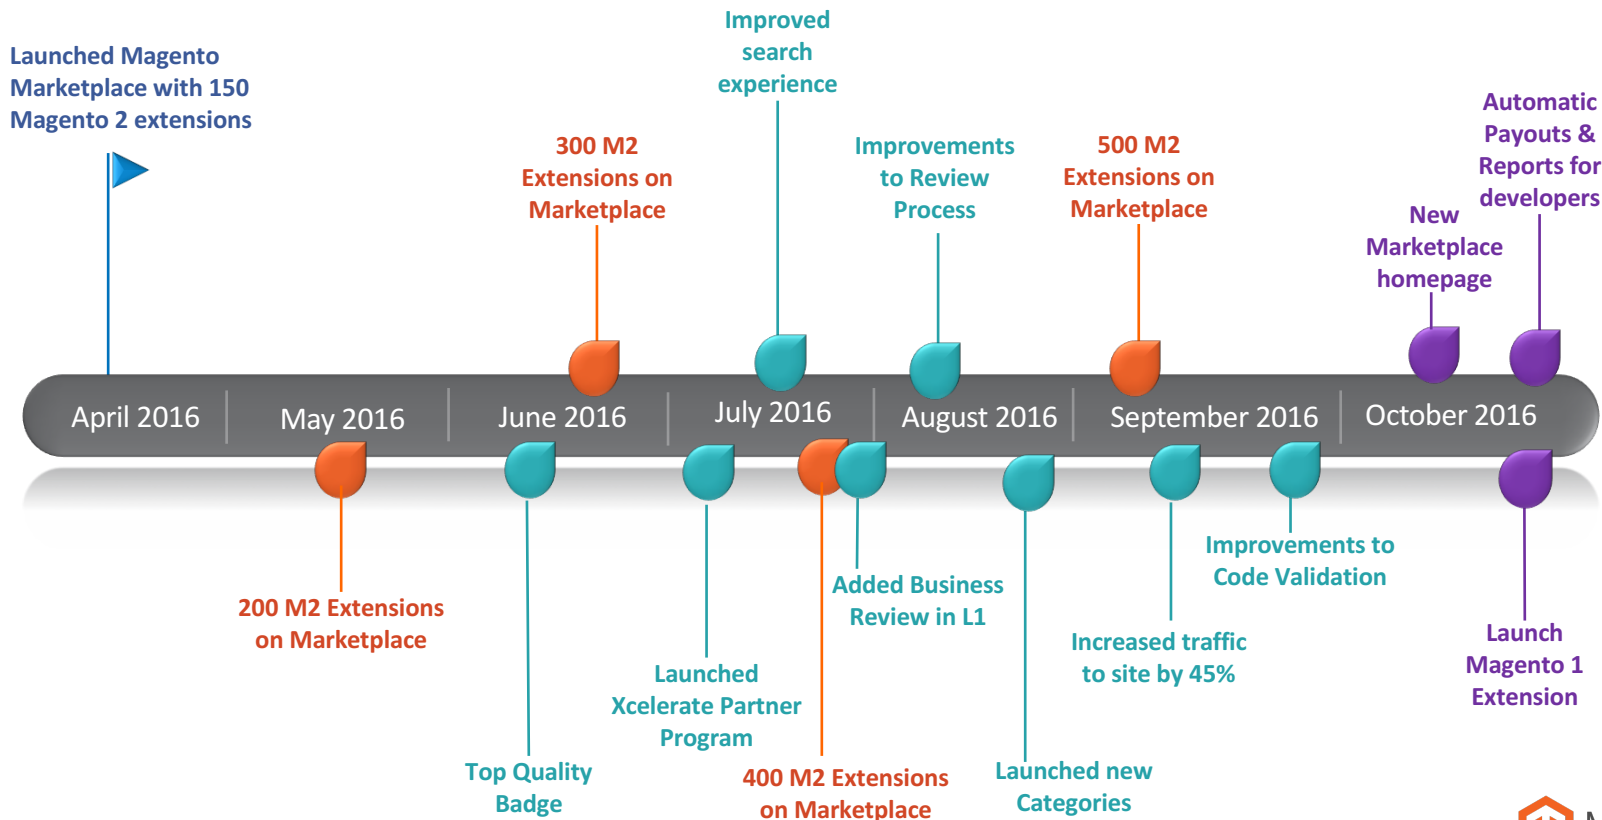 Improved
search
experience
Launched Magento
Marketplace with 150
Magento 2 extensions
300 M2
Extensions on
Marketplace
Improvements
to Review
Process
500 M2
Extensions on
Marketplace
New
Marketplace
homepage
Automatic
Payouts &
Reports for
developers
April 2016
May 2016
June 2016
July 2016
August 2016
September 2016
October 2016
200 M2 Extensions
on Marketplace
Top Quality
Badge
Launched
Xcelerate Partner
Program
400 M2 Extensions
on Marketplace
Added Business
Review in L1
Launched new
Categories
Increased traffic
to site by 45%
Improvements to
Code Validation
Launch
Magento 1
Extension